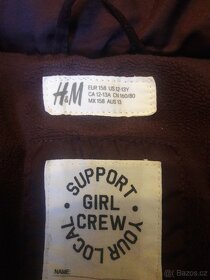 H&M
EUR 158 US 12-13Y
CA 12-13A CN 160/80
MX 158 AUS 13
SUPPORT
YOUR LOCAL
GIRL
CREW
NAME:
bazoš.cz